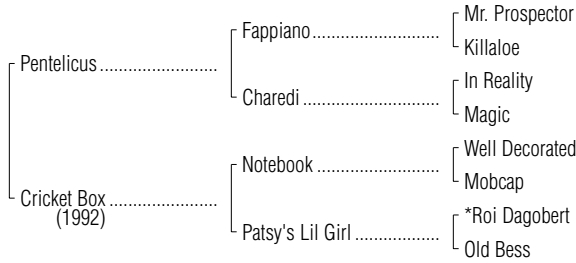 Mr. Prospector
Fappiano
Killaloe
Pentelicus
In Reality
Charedi
Magic
Well Decorated
Notebook
Mobcap
Cricket Box
(1992)
*Roi Dagobert
Patsy's Lil Girl
Old Bess